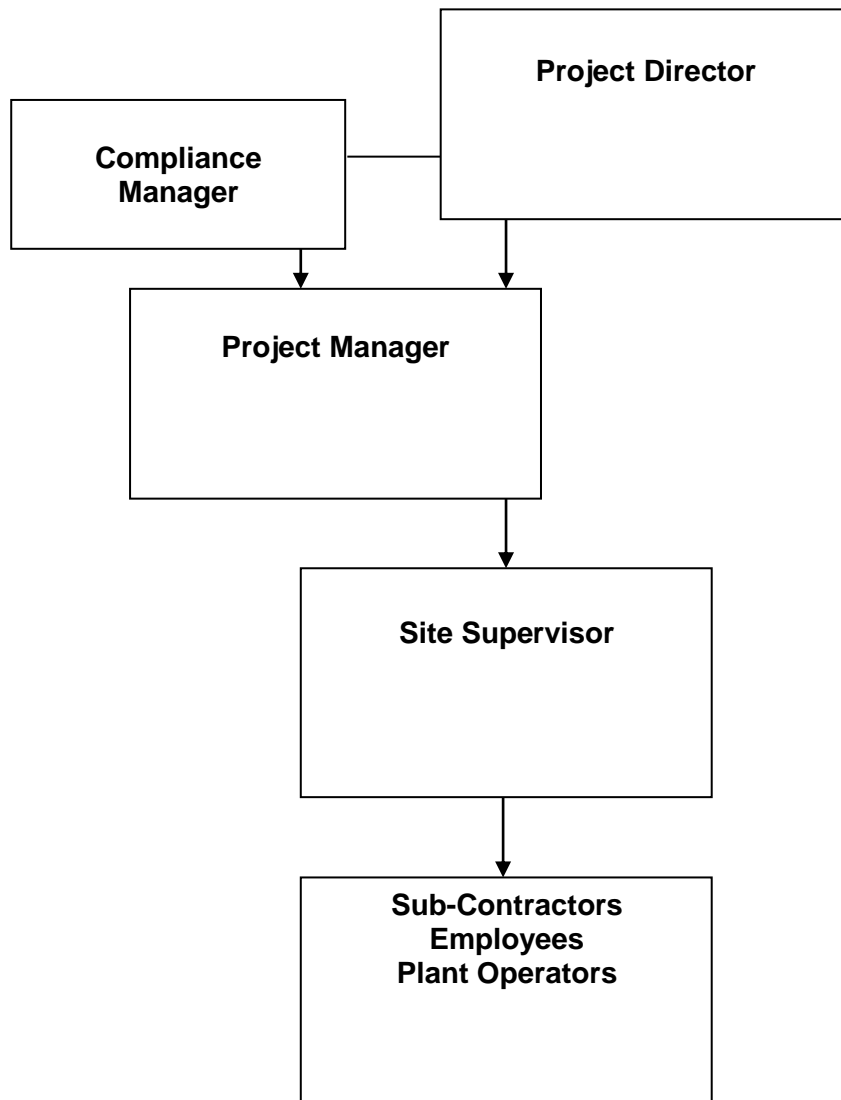 Project Director
Compliance
Manager
Project Manager
Site Supervisor
Sub-Contractors
Employees
Plant Operators